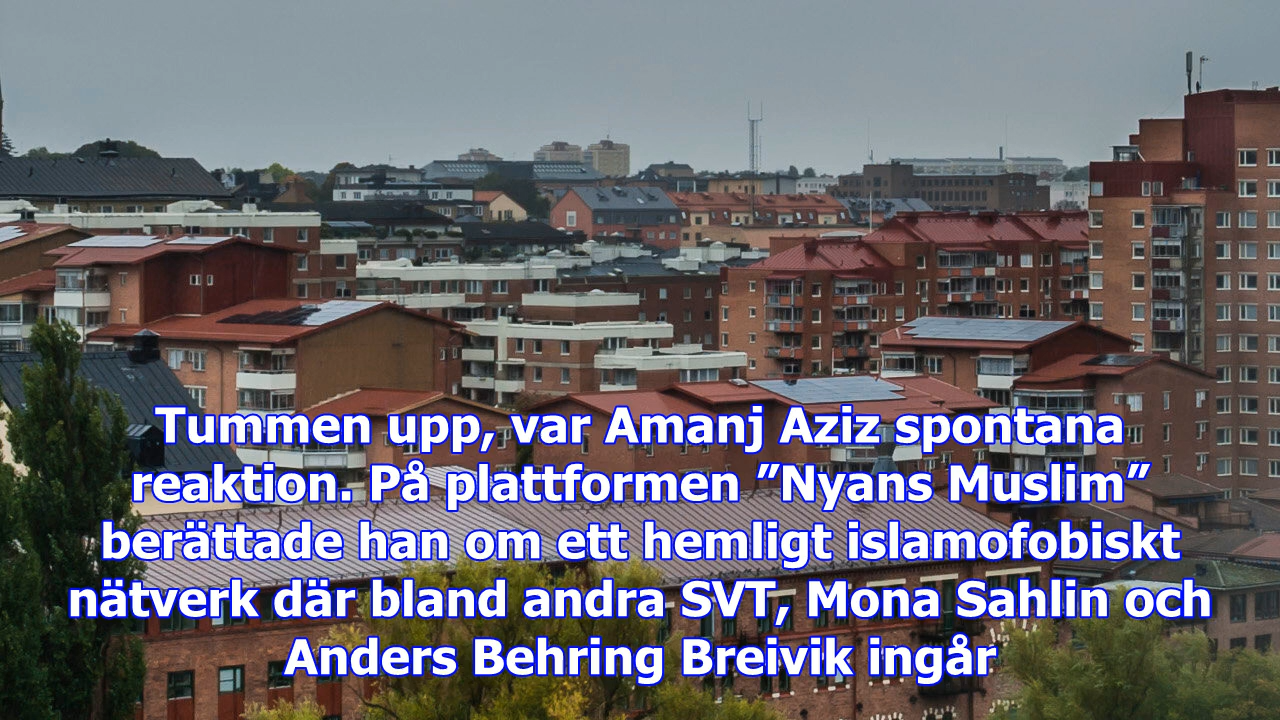 Tummen upp, var Amanj Aziz spontana
reaktion. På plattformen ”Nyans Muslim”
berättade han om ett hemligt islamofobiskt
nätverk där bland andra SVT, Mona Sahlin och
Anders Behring Breivik ingår